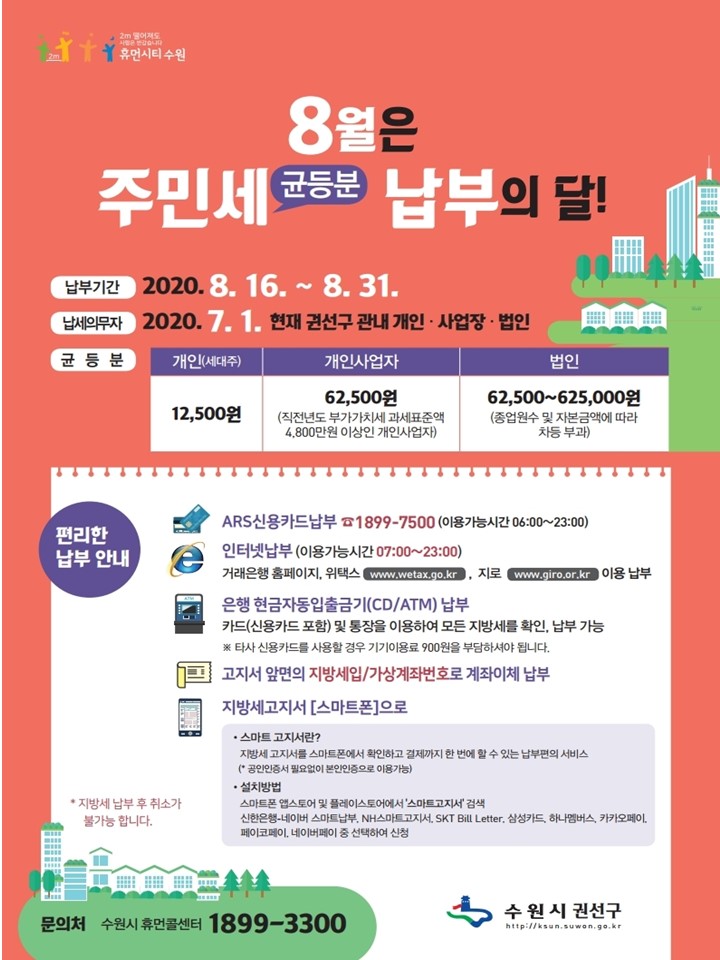 2m 떨어져도
사람은 반갑습니다
2m
휴먼시티 수원
8월은
주민세 균등분 납부의 달!
납부기간 2020. 8. 16. ~ 8. 31.
납세의무자 2020. 7. 1. 현재 권선구 관내 개인 · 사업장 · 법인
균 등 분
개인(세대주) 개인사업자 법인
12,500원
62,500원
(직전년도 부가가치세 과세표준액
4,800만원 이상인 개인사업자)
62,500~625,000원
(종업원수 및 자본금액에 따라
차등 부과)
편리한
납부 안내
ARS신용카드납부 ☎1899-7500 (이용가능시간 06:00~23:00)
인터넷납부 (이용가능시간 07:00~23:00)
거래은행 홈페이지, 위택스 www.wetax.go.kr , 지로 www.giro.or.kr 이용 납부
ATM
은행 현금자동입출금기(CD/ATM) 납부
카드(신용카드 포함) 및 통장을 이용하여 모든 지방세를 확인, 납부 가능
※ 타사 신용카드를 사용할 경우 기기이용료 900원을 부담하셔야 됩니다.
고지서 앞면의 지방세입/가상계좌번호로 계좌이체 납부
지방세고지서 [스마트폰]으로
• 스마트 고지서란?
지방세 고지서를 스마트폰에서 확인하고 결제까지 한 번에 할 수 있는 납부편의 서비스
(* 공인인증서 필요없이 본인인증으로 이용가능)
• 설치방법
스마트폰 앱스토어 및 플레이스토어에서 '스마트고지서' 검색
신한은행-네이버 스마트납부, NH스마트고지서, SKT Bill Letter, 삼성카드, 하나멤버스, 카카오페이,
페이코페이, 네이버페이 중 선택하여 신청
* 지방세 납부 후 취소가
불가능 합니다.
문의처 수원시 휴먼콜센터 1899-3300
수원시 권선구
http://ksun.suwon.go.kr